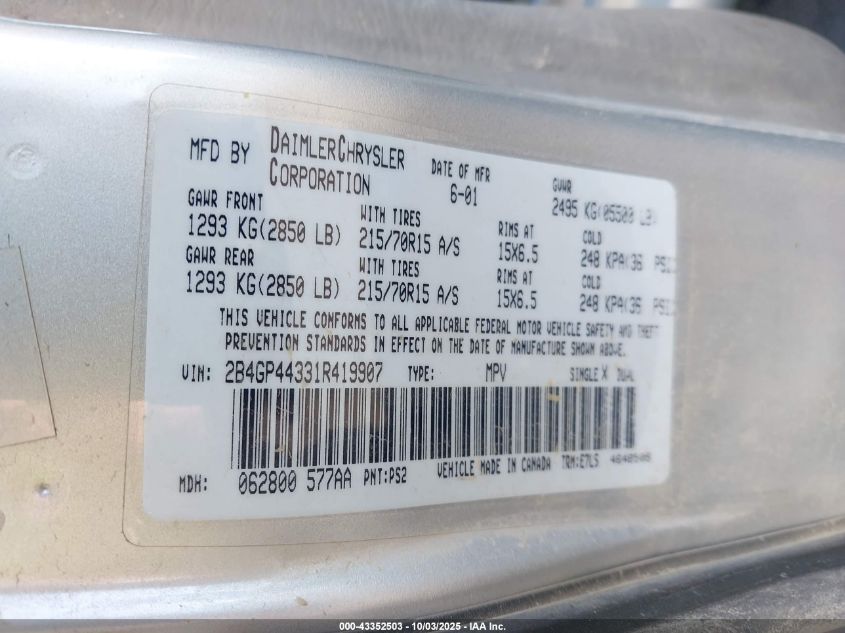 MFD BY DAIMLERCHRYSLER CORPORATION DATE OF MFR 6-01 GVWR 2495 KG(05500 LB)
GAWR FRONT WITH TIRES RIMS AT COLD
1293 KG(2850 LB) 215/70R15 A/S 15X6.5 248 KPA(36 PSI)
GAWR REAR WITH TIRES RIMS AT COLD
1293 KG(2850 LB) 215/70R15 A/S 15X6.5 248 KPA(36 PSI)
THIS VEHICLE CONFORMS TO ALL APPLICABLE FEDERAL MOTOR VEHICLE SAFETY AND THEFT
PREVENTION STANDARDS IN EFFECT ON THE DATE OF MANUFACTURE SHOWN ABOVE.
VIN: 2B4GP44331R419907 TYPE: MPV SINGLE X DUAL
MDH: 062800 577AA PNT:PS2 VEHICLE MADE IN CANADA TRM:E7L5
000-43352503 - 10/03/2025 - IAA Inc.